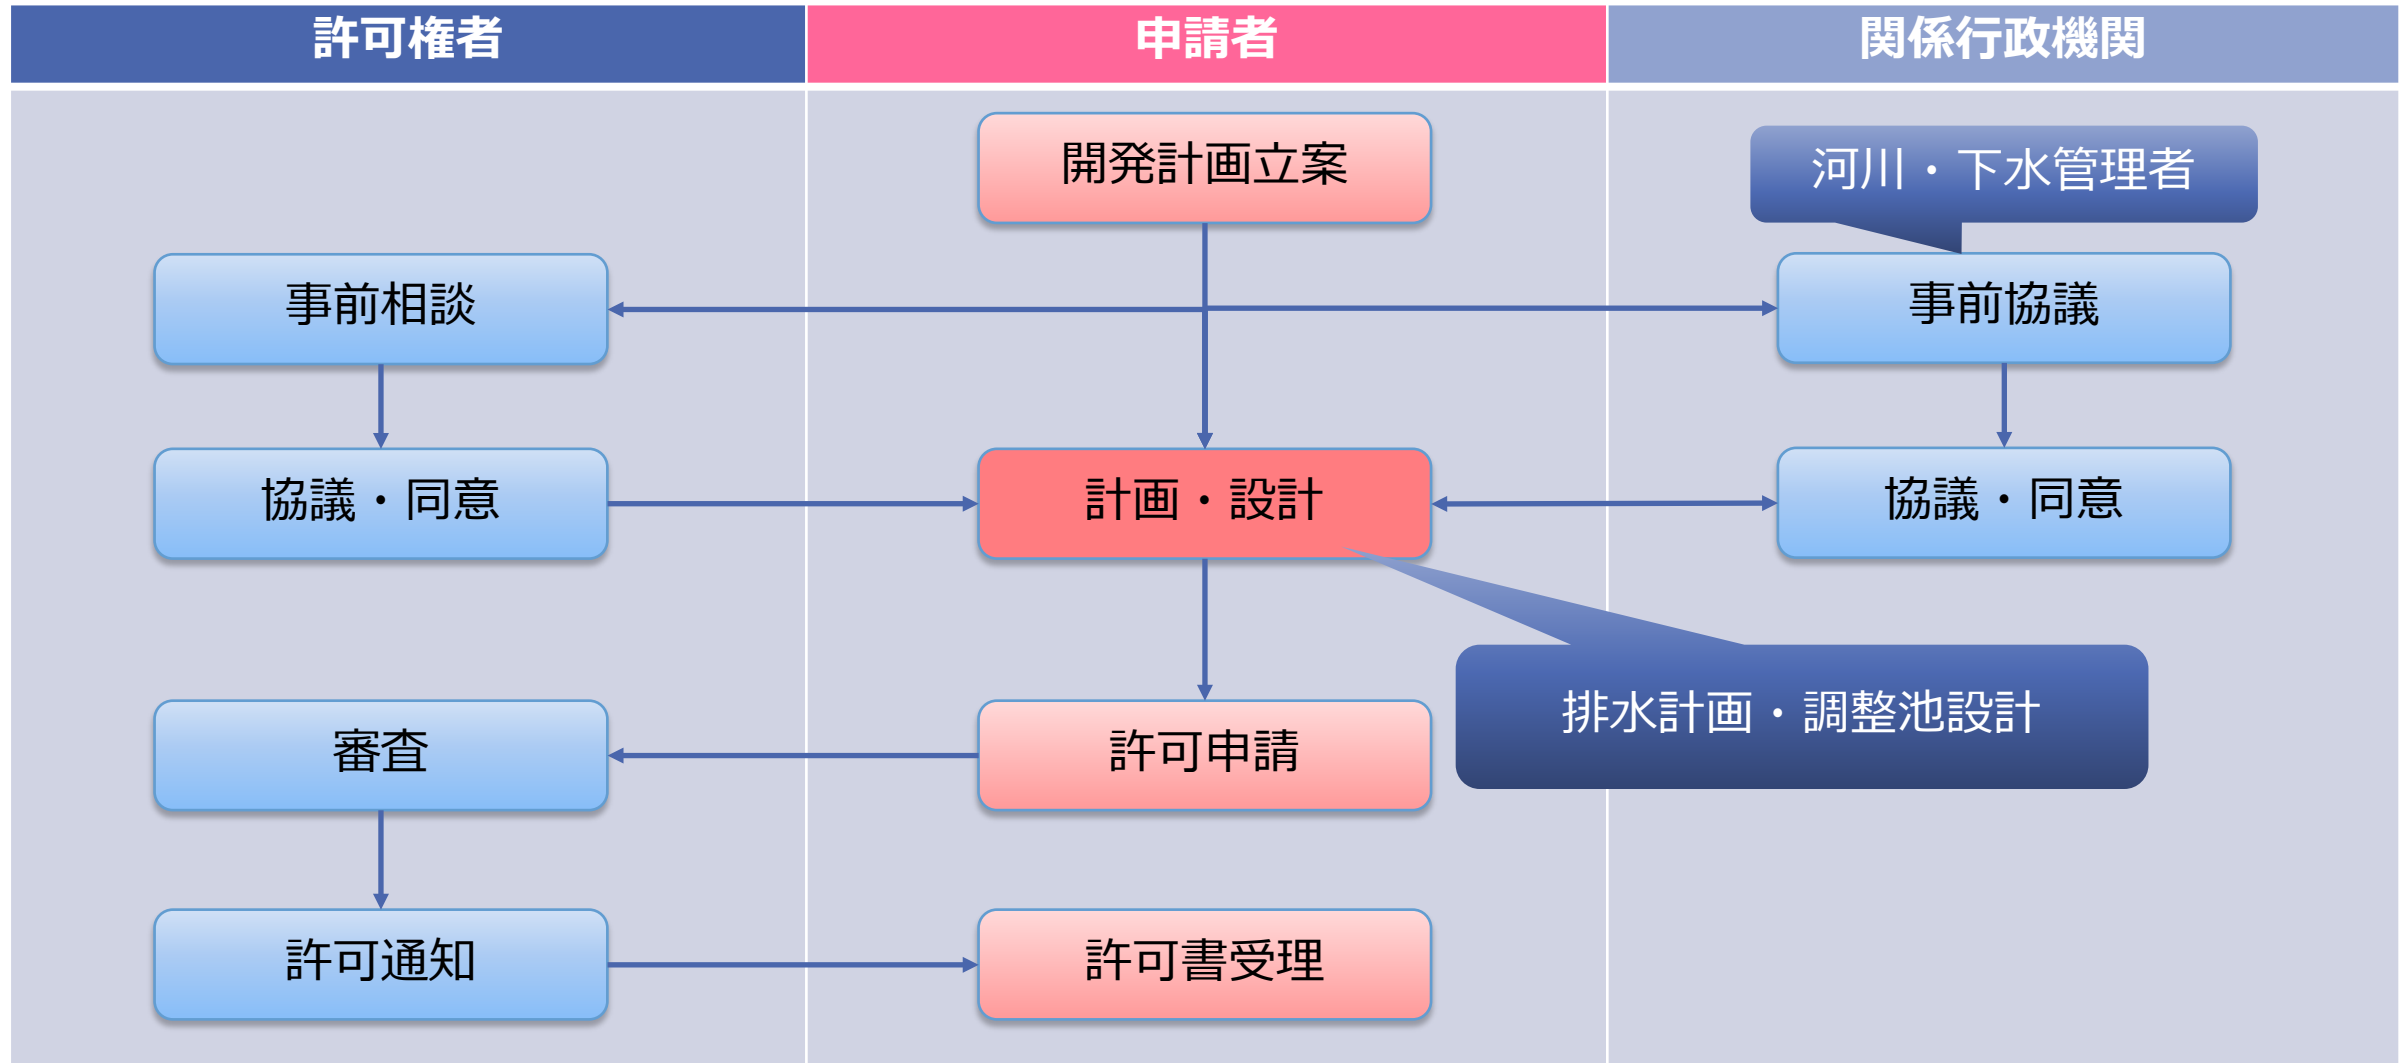 許可権者
申請者
関係行政機関
開発計画立案
河川・下水管理者
事前相談
事前協議
協議・同意
計画・設計
協議・同意
排水計画・調整池設計
審査
許可申請
許可通知
許可書受理